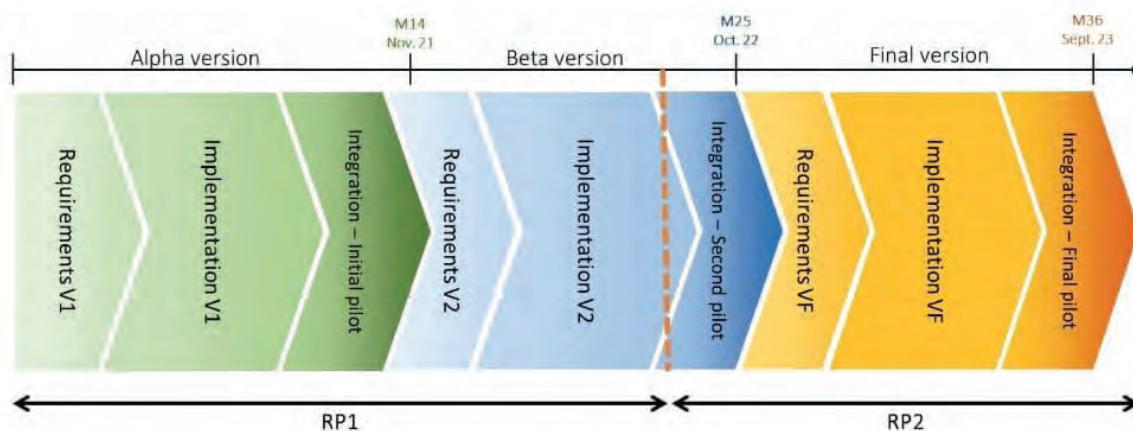 M14
Nov. 21
M25
Oct. 22
M36
Sept. 23
Alpha version
Beta version
Final version
Requirements V1
Implementation V1
Integration – Initial pilot
Requirements V2
Implementation V2
Integration – Second pilot
Requirements VF
Implementation VF
Integration – Final pilot
RP1
RP2